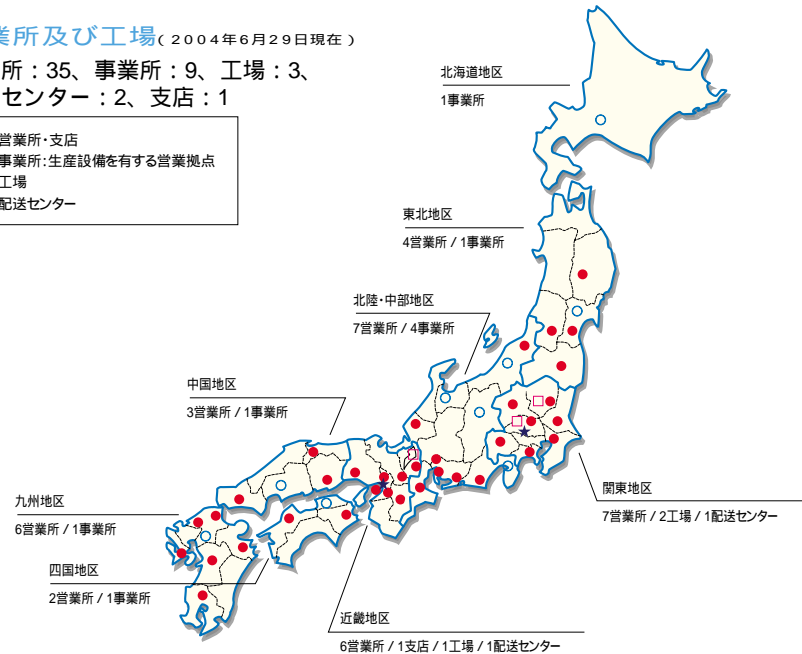 業所及び工場(2004年6月29日現在)
所：35、事業所：9、工場：3、
センター：2、支店：1
営業所・支店
事業所：生産設備を有する営業拠点
工場
配送センター
北海道地区
1事業所
東北地区
4営業所 / 1事業所
北陸・中部地区
7営業所 / 4事業所
中国地区
3営業所 / 1事業所
九州地区
6営業所 / 1事業所
四国地区
2営業所 / 1事業所
関東地区
7営業所 / 2工場 / 1配送センター
近畿地区
6営業所 / 1支店 / 1工場 / 1配送センター